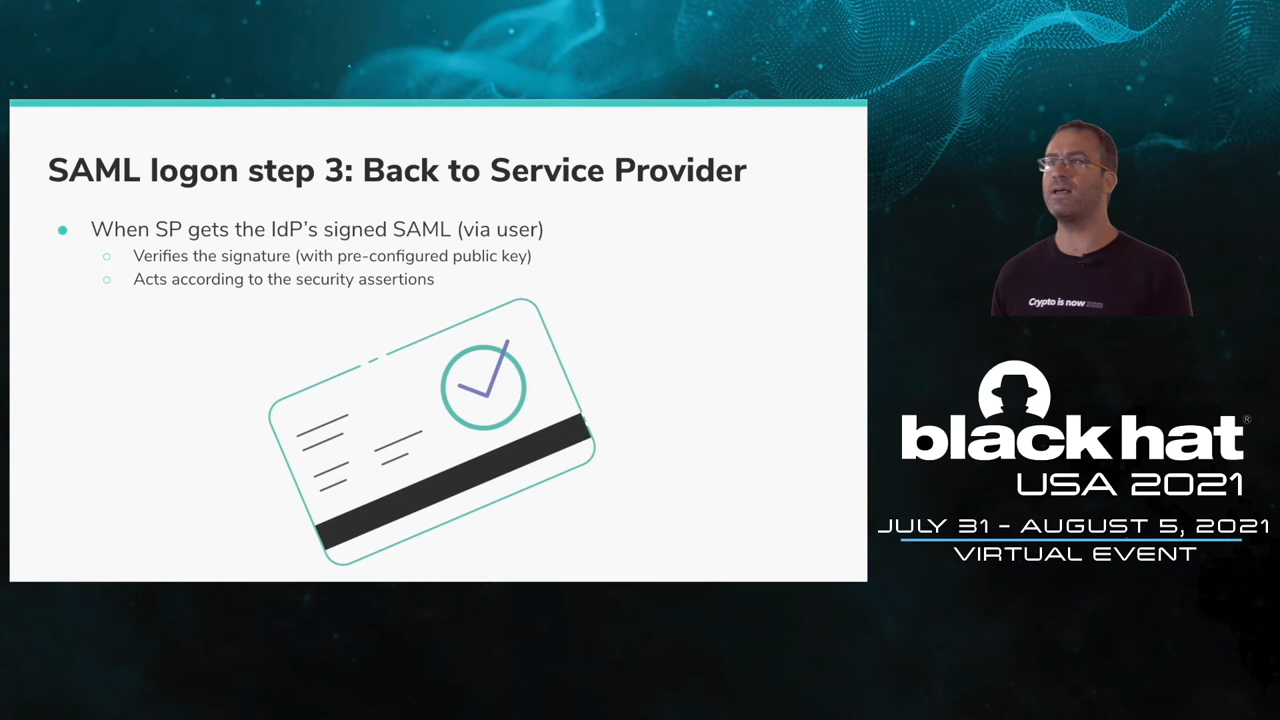 SAML logon step 3: Back to Service Provider
● When SP gets the IdP's signed SAML (via user)
○ Verifies the signature (with pre-configured public key)
○ Acts according to the security assertions
Crypto is now
black hat®
USA 2021
JULY 31 - AUGUST 5, 2021
VIRTUAL EVENT